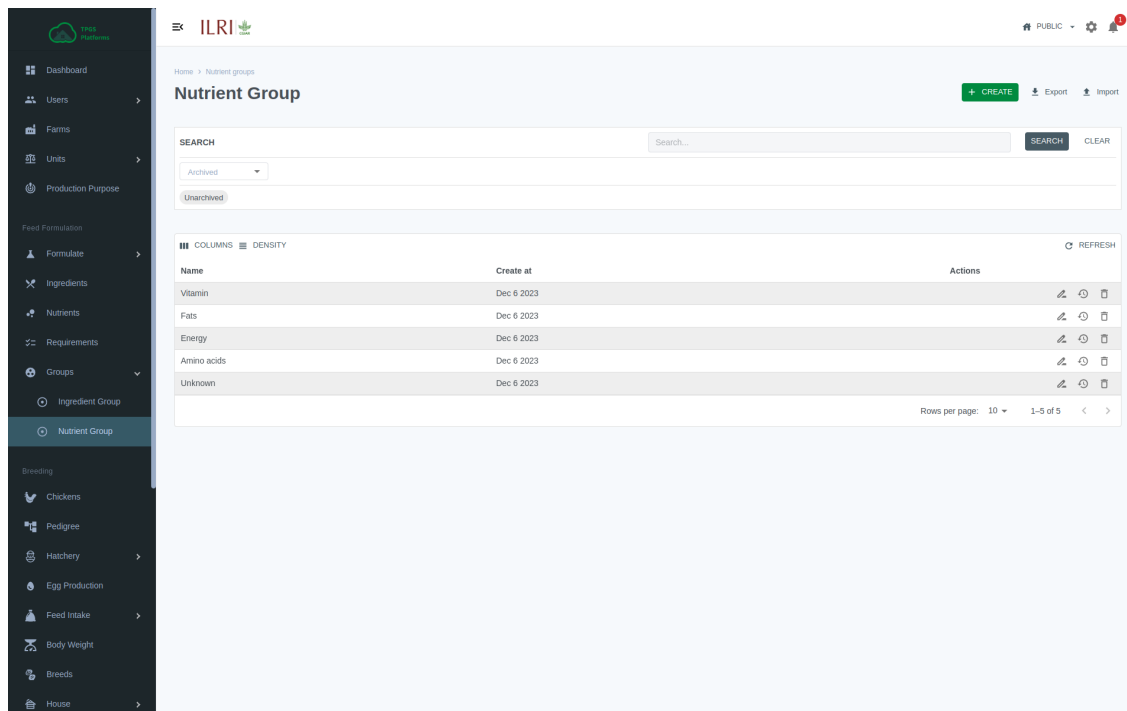 TPGS
Platforms
Dashboard
Users
Farms
Units
Production Purpose
Feed Formulation
Formulate
Ingredients
Nutrients
Requirements
Groups
Ingredient Group
Nutrient Group
Breeding
Chickens
Pedigree
Hatchery
Egg Production
Feed Intake
Body Weight
Breeds
House
ILRI
PUBLIC
1
Home > Nutrient groups
Nutrient Group
+ CREATE Export Import
SEARCH Search... SEARCH CLEAR
Archived
Unarchived
COLUMNS DENSITY REFRESH
Name Create at Actions
Vitamin Dec 6 2023
Fats Dec 6 2023
Energy Dec 6 2023
Amino acids Dec 6 2023
Unknown Dec 6 2023
Rows per page: 10 1–5 of 5